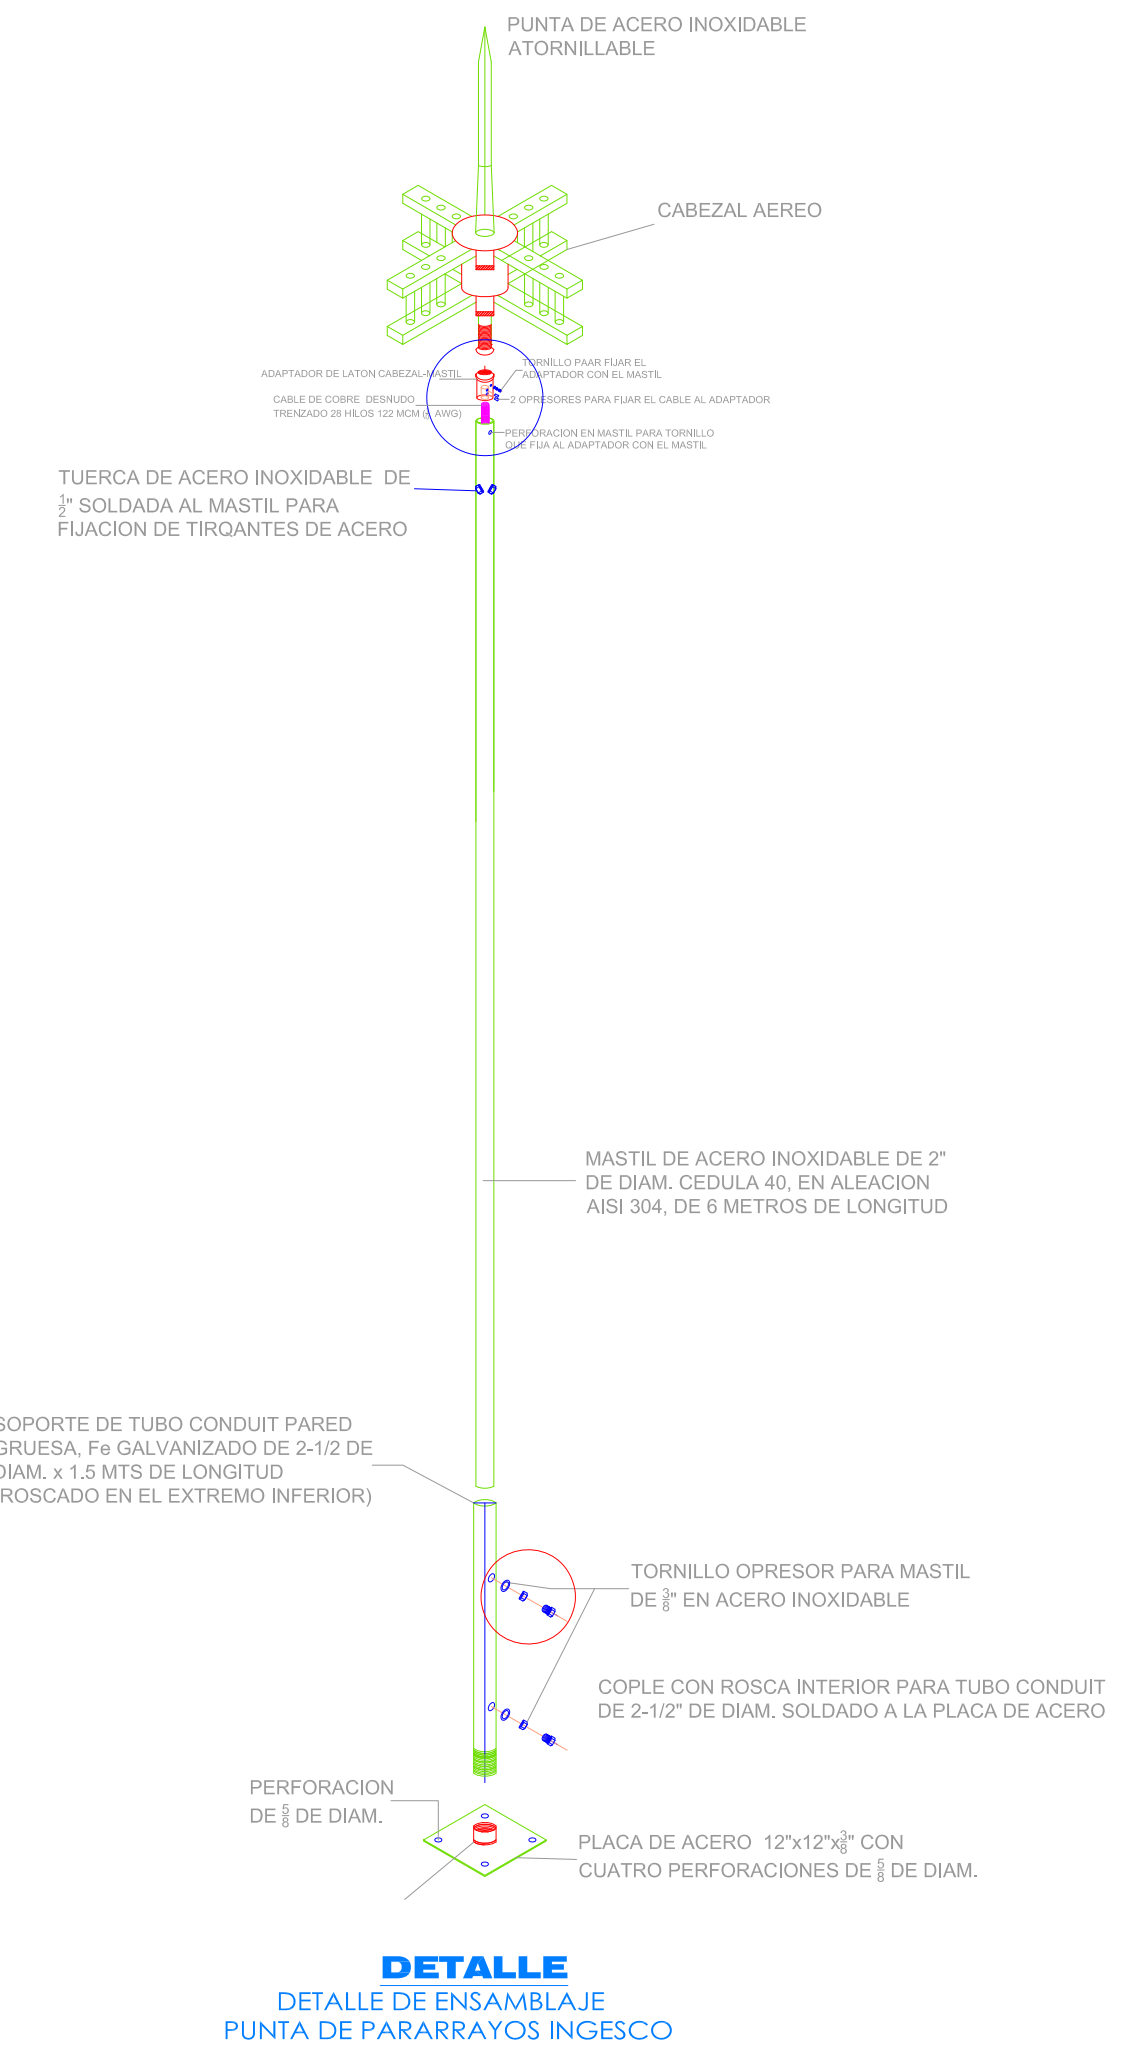 PUNTA DE ACERO INOXIDABLE
ATORNILLABLE
CABEZAL AEREO
ADAPTADOR DE LATON CABEZAL-MASTIL
TORNILLO PAAR FIJAR EL
ADAPTADOR CON EL MASTIL
CABLE DE COBRE DESNUDO
TRENZADO 28 HILOS 122 MCM ( AWG)
2 OPRESORES PARA FIJAR EL CABLE AL ADAPTADOR
PERFORACION EN MASTIL PARA TORNILLO
QUE FIJA AL ADAPTADOR CON EL MASTIL
TUERCA DE ACERO INOXIDABLE DE
1/2" SOLDADA AL MASTIL PARA
FIJACION DE TIRQANTES DE ACERO
MASTIL DE ACERO INOXIDABLE DE 2"
DE DIAM. CEDULA 40, EN ALEACION
AISI 304, DE 6 METROS DE LONGITUD
SOPORTE DE TUBO CONDUIT PARED
GRUESA, Fe GALVANIZADO DE 2-1/2 DE
DIAM. x 1.5 MTS DE LONGITUD
ROSCADO EN EL EXTREMO INFERIOR)
TORNILLO OPRESOR PARA MASTIL
DE 3/8" EN ACERO INOXIDABLE
COPLE CON ROSCA INTERIOR PARA TUBO CONDUIT
DE 2-1/2" DE DIAM. SOLDADO A LA PLACA DE ACERO
PERFORACION
DE 5/8 DE DIAM.
PLACA DE ACERO 12"x12"x3/8" CON
CUATRO PERFORACIONES DE 5/8 DE DIAM.
DETALLE
DETALLE DE ENSAMBLAJE
PUNTA DE PARARRAYOS INGESCO